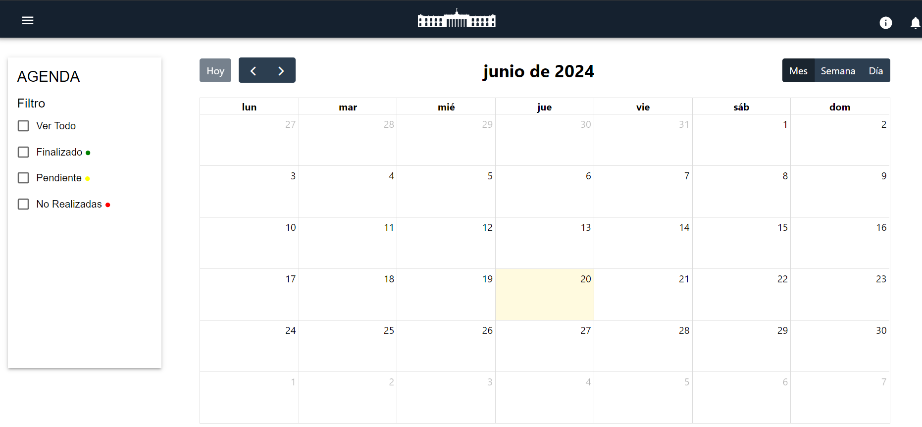 AGENDA
Filtro
Ver Todo
Finalizado
Pendiente
No Realizadas
Hoy
junio de 2024
Mes Semana Día
lun mar mié jue vie sáb dom
27 28 29 30 31 1 2
3 4 5 6 7 8 9
10 11 12 13 14 15 16
17 18 19 20 21 22 23
24 25 26 27 28 29 30
1 2 3 4 5 6 7